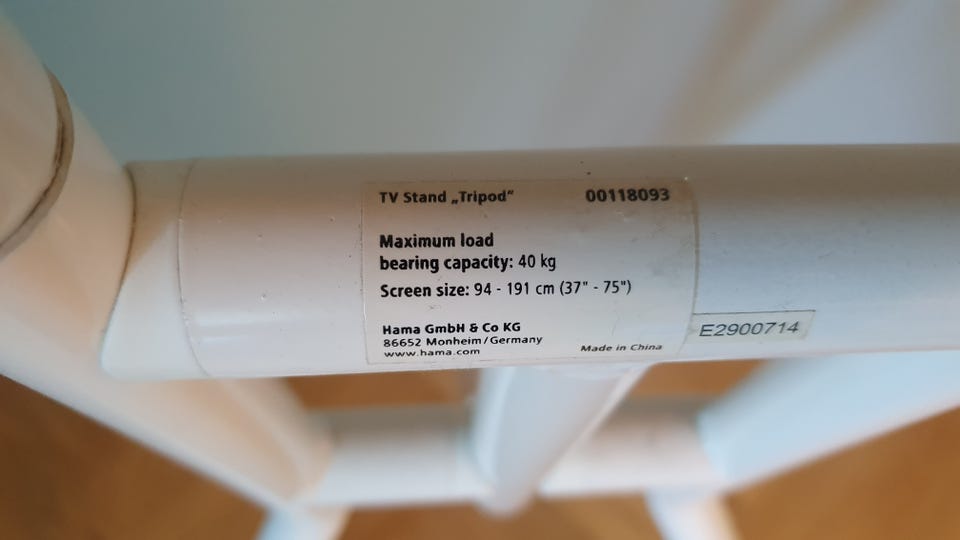 TV Stand „Tripod“ 00118093
Maximum load
bearing capacity: 40 kg
Screen size: 94 - 191 cm (37" - 75")
Hama GmbH & Co KG
86652 Monheim/Germany
www.hama.com Made in China
E2900714